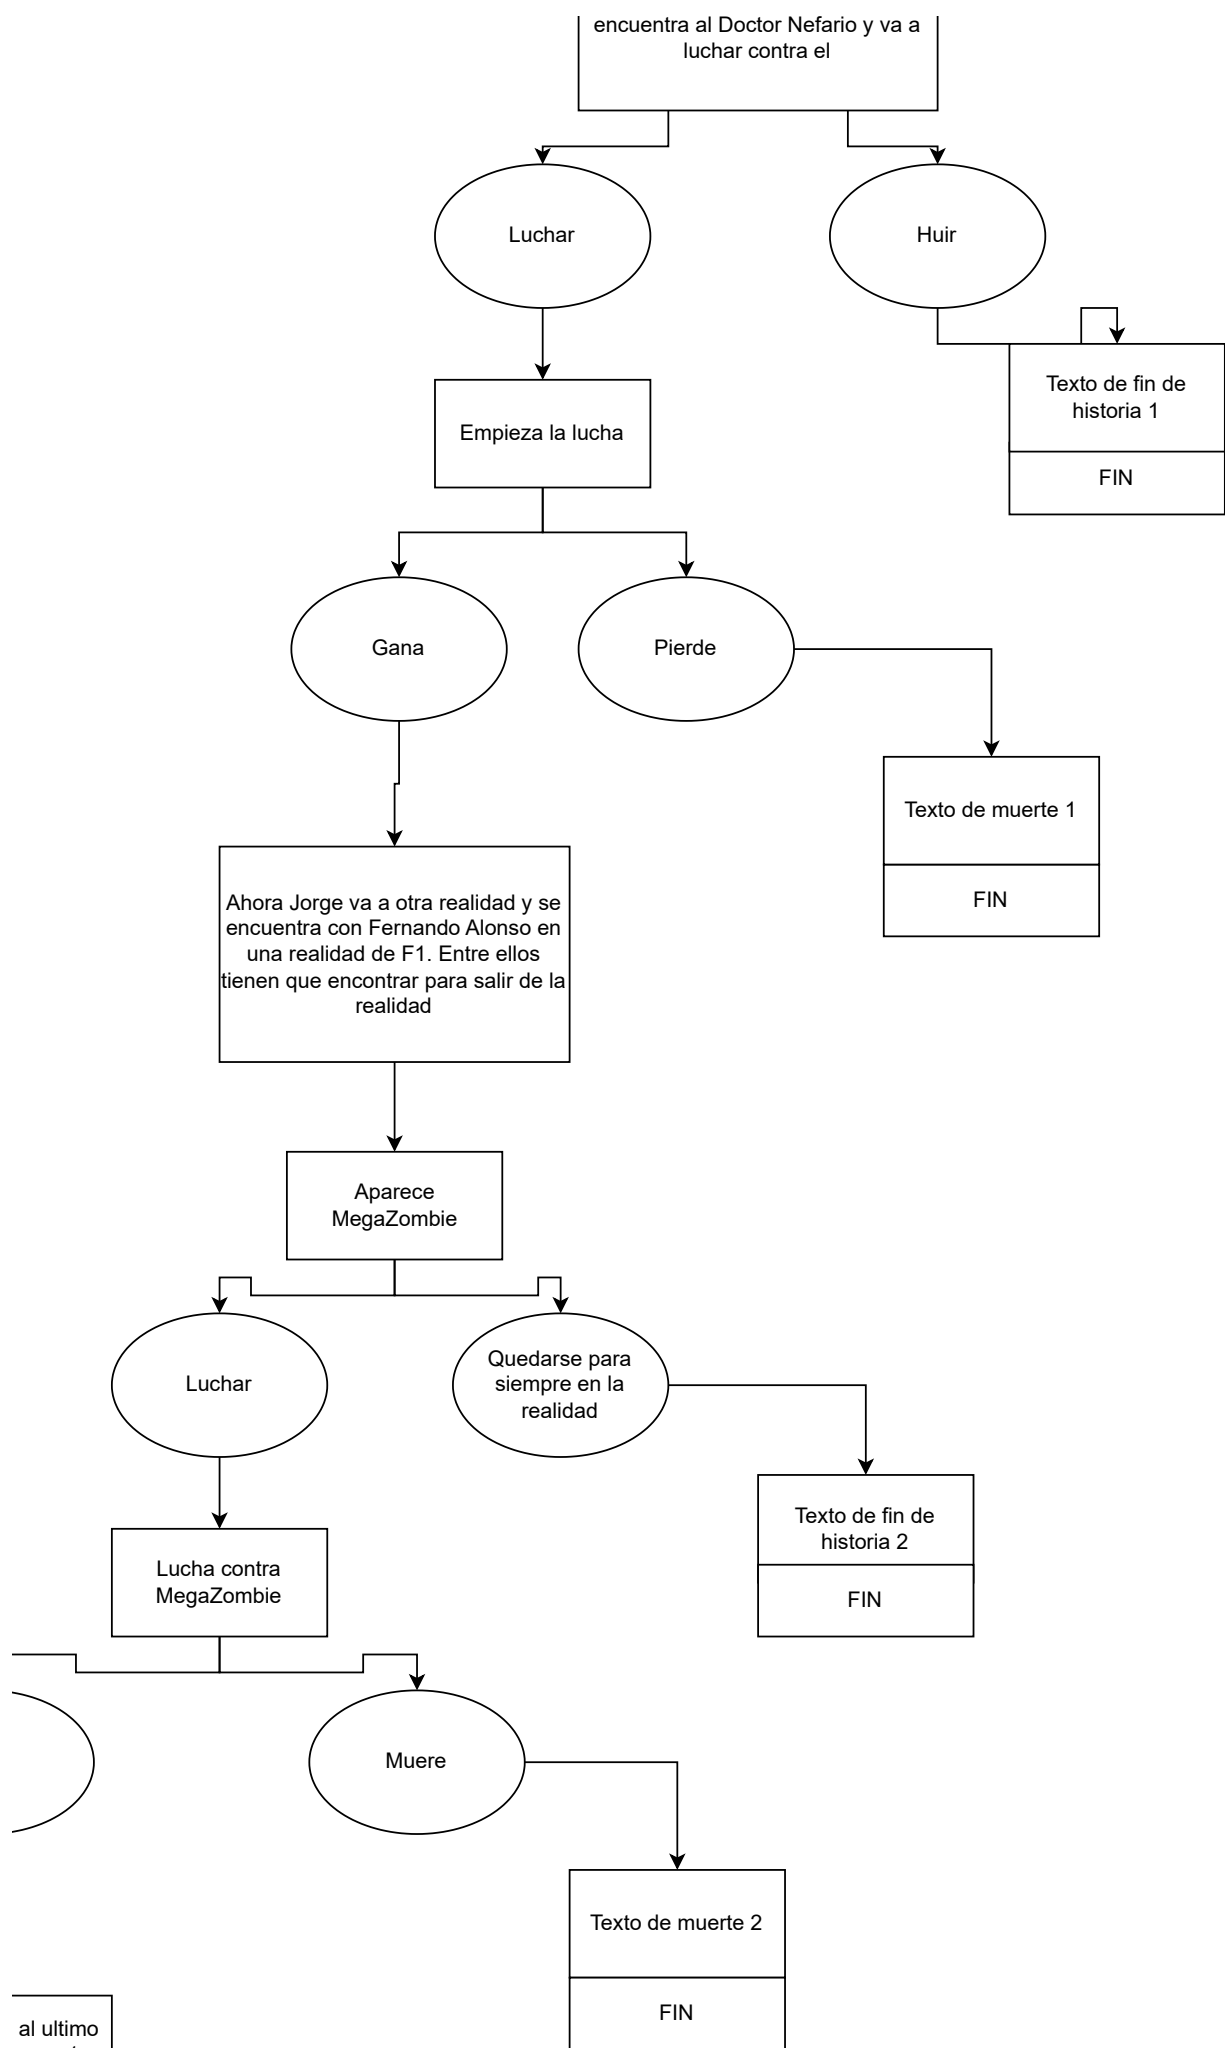 encuentra al Doctor Nefario y va a
luchar contra el
Luchar
Huir
Texto de fin de
historia 1
FIN
Empieza la lucha
Gana
Pierde
Texto de muerte 1
FIN
Ahora Jorge va a otra realidad y se
encuentra con Fernando Alonso en
una realidad de F1. Entre ellos
tienen que encontrar para salir de la
realidad
Aparece
MegaZombie
Luchar
Quedarse para
siempre en la
realidad
Texto de fin de
historia 2
FIN
Lucha contra
MegaZombie
Muere
Texto de muerte 2
FIN
al ultimo